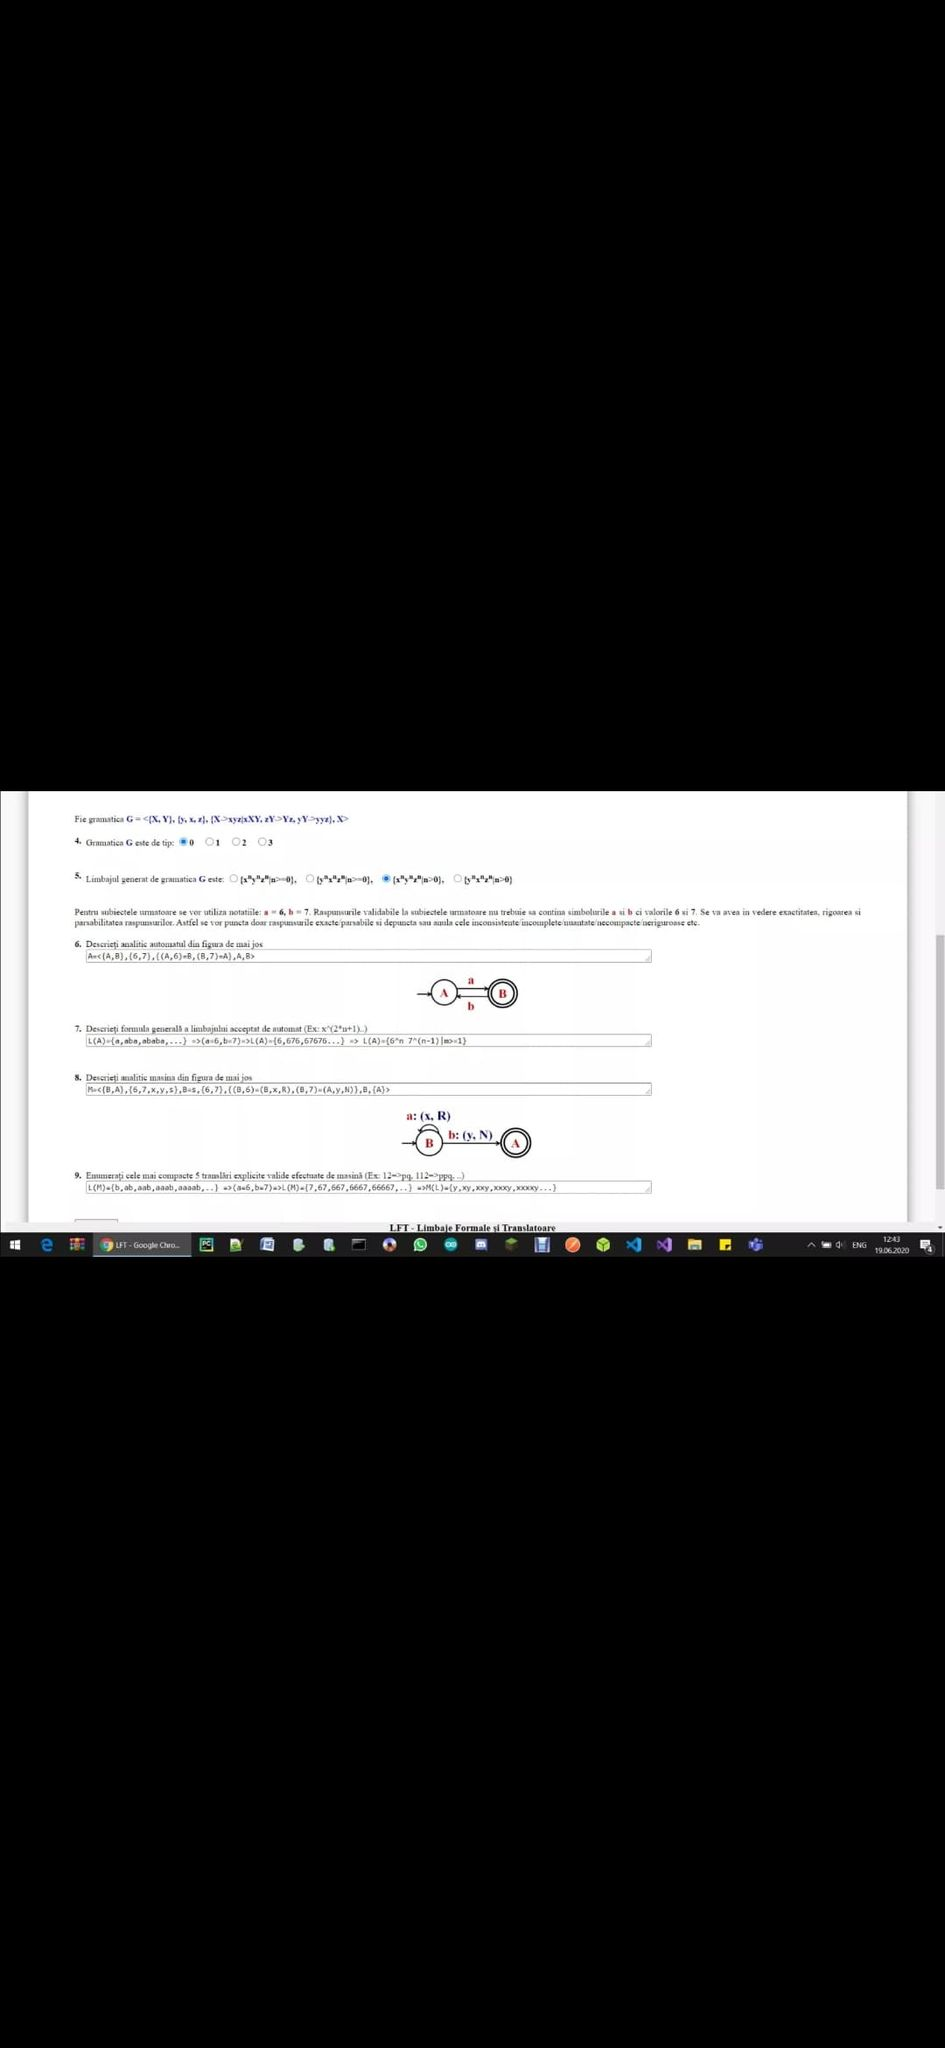 Fie gramatica G = <{X, Y}, {y, x, z}, {X->xyz|xXY, zY->Yz, yY->yyz}, X>
4. Gramatica G este de tip: 0 1 2 3
5. Limbajul generat de gramatica G este: {xⁿyⁿzⁿ|n>=0}, {yⁿxⁿzⁿ|n>=0}, {xⁿyⁿzⁿ|n>0}, {yⁿxⁿzⁿ|n>0}
Pentru subiectele urmatoare se vor utiliza notatiile: a = 6, b = 7. Raspunsurile validabile la subiectele urmatoare nu trebuie sa contina simbolurile a si b ci valorile 6 si 7. Se va avea in vedere exactitatea, rigoarea si
parsabilitatea raspunsurilor. Astfel se vor puncta doar raspunsurile exacte/parsabile si depuncta sau anula cele inconsistente/incomplete/inuzitate/necompacte/neriguroase etc.
6. Descrieți analitic automatul din figura de mai jos
A=<{A,B},{6,7},{(A,6)=B,(B,7)=A},A,B>
a
A B
b
7. Descrieți formula generală a limbajului acceptat de automat (Ex: x^(2*n+1)..)
L(A)={a,aba,ababa,...} =>(a=6,b=7)=>L(A)={6,676,67676...} => L(A)={6^n 7^(n-1)|m>=1}
8. Descrieți analitic masina din figura de mai jos
M=<{B,A},{6,7,x,y,s},B=s,{6,7},{(B,6)=(B,x,R),(B,7)=(A,y,N)},B,{A}>
a: (x, R)
b: (y, N)
B A
9. Enumerați cele mai compacte 5 translări explicite valide efectuate de masină (Ex: 12=>pq, 112=>ppq, ..)
L(M)={b,ab,aab,aaab,aaaab,..} =>(a=6,b=7)=>L(M)={7,67,667,6667,66667,..} =>M(L)={y,xy,xxy,xxxy,xxxxy...}
LFT - Limbaje Formale și Translatoare
LFT - Google Chro...
PC
ENG
12:43
19.06.2020
4